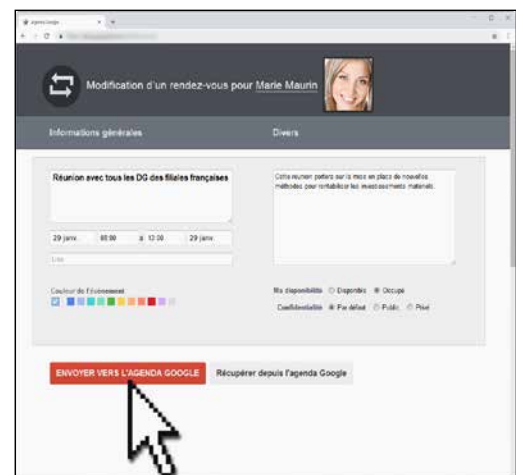 agenda Google
Modification d'un rendez-vous pour Marie Maurin
Informations générales
Divers
Réunion avec tous les DG des filiales françaises
Cette réunion portera sur la mise en place de nouvelles
méthodes pour rentabiliser les investissements matériels.
29 janv. 08:00 à 13:00 29 janv.
Lieu
Couleur de l'événement
Ma disponibilité Disponible Occupé
Confidentialité Par défaut Public Privé
ENVOYER VERS L'AGENDA GOOGLE
Récupérer depuis l'agenda Google